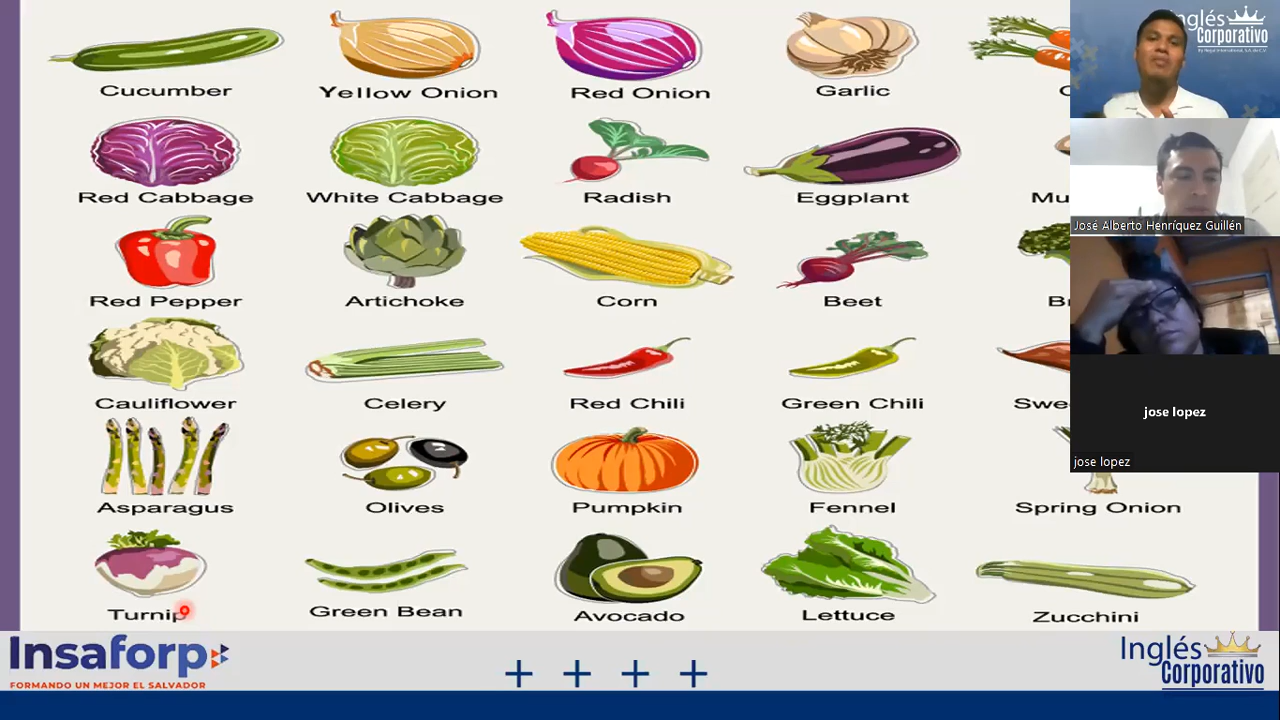 Inglés
Corporativo
Cucumber
Yellow Onion
Red Onion
Garlic
Red Cabbage
White Cabbage
Radish
Eggplant
José Alberto Henríquez Guillén
Red Pepper
Artichoke
Corn
Beet
Cauliflower
Celery
Red Chili
Green Chili
jose lopez
jose lopez
Asparagus
Olives
Pumpkin
Fennel
Spring Onion
Turnip
Green Bean
Avocado
Lettuce
Zucchini
Insaforp
FORMANDO UN MEJOR EL SALVADOR
Inglés
Corporativo